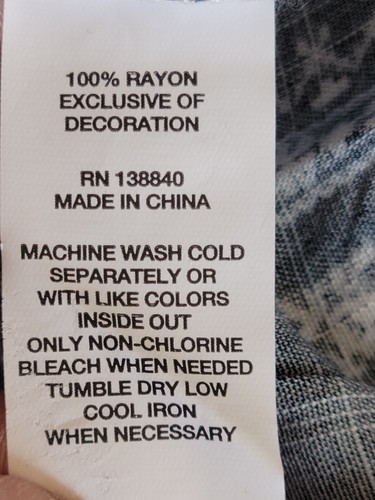 100% RAYON
EXCLUSIVE OF
DECORATION
RN 138840
MADE IN CHINA
MACHINE WASH COLD
SEPARATELY OR
WITH LIKE COLORS
INSIDE OUT
ONLY NON-CHLORINE
BLEACH WHEN NEEDED
TUMBLE DRY LOW
COOL IRON
WHEN NECESSARY